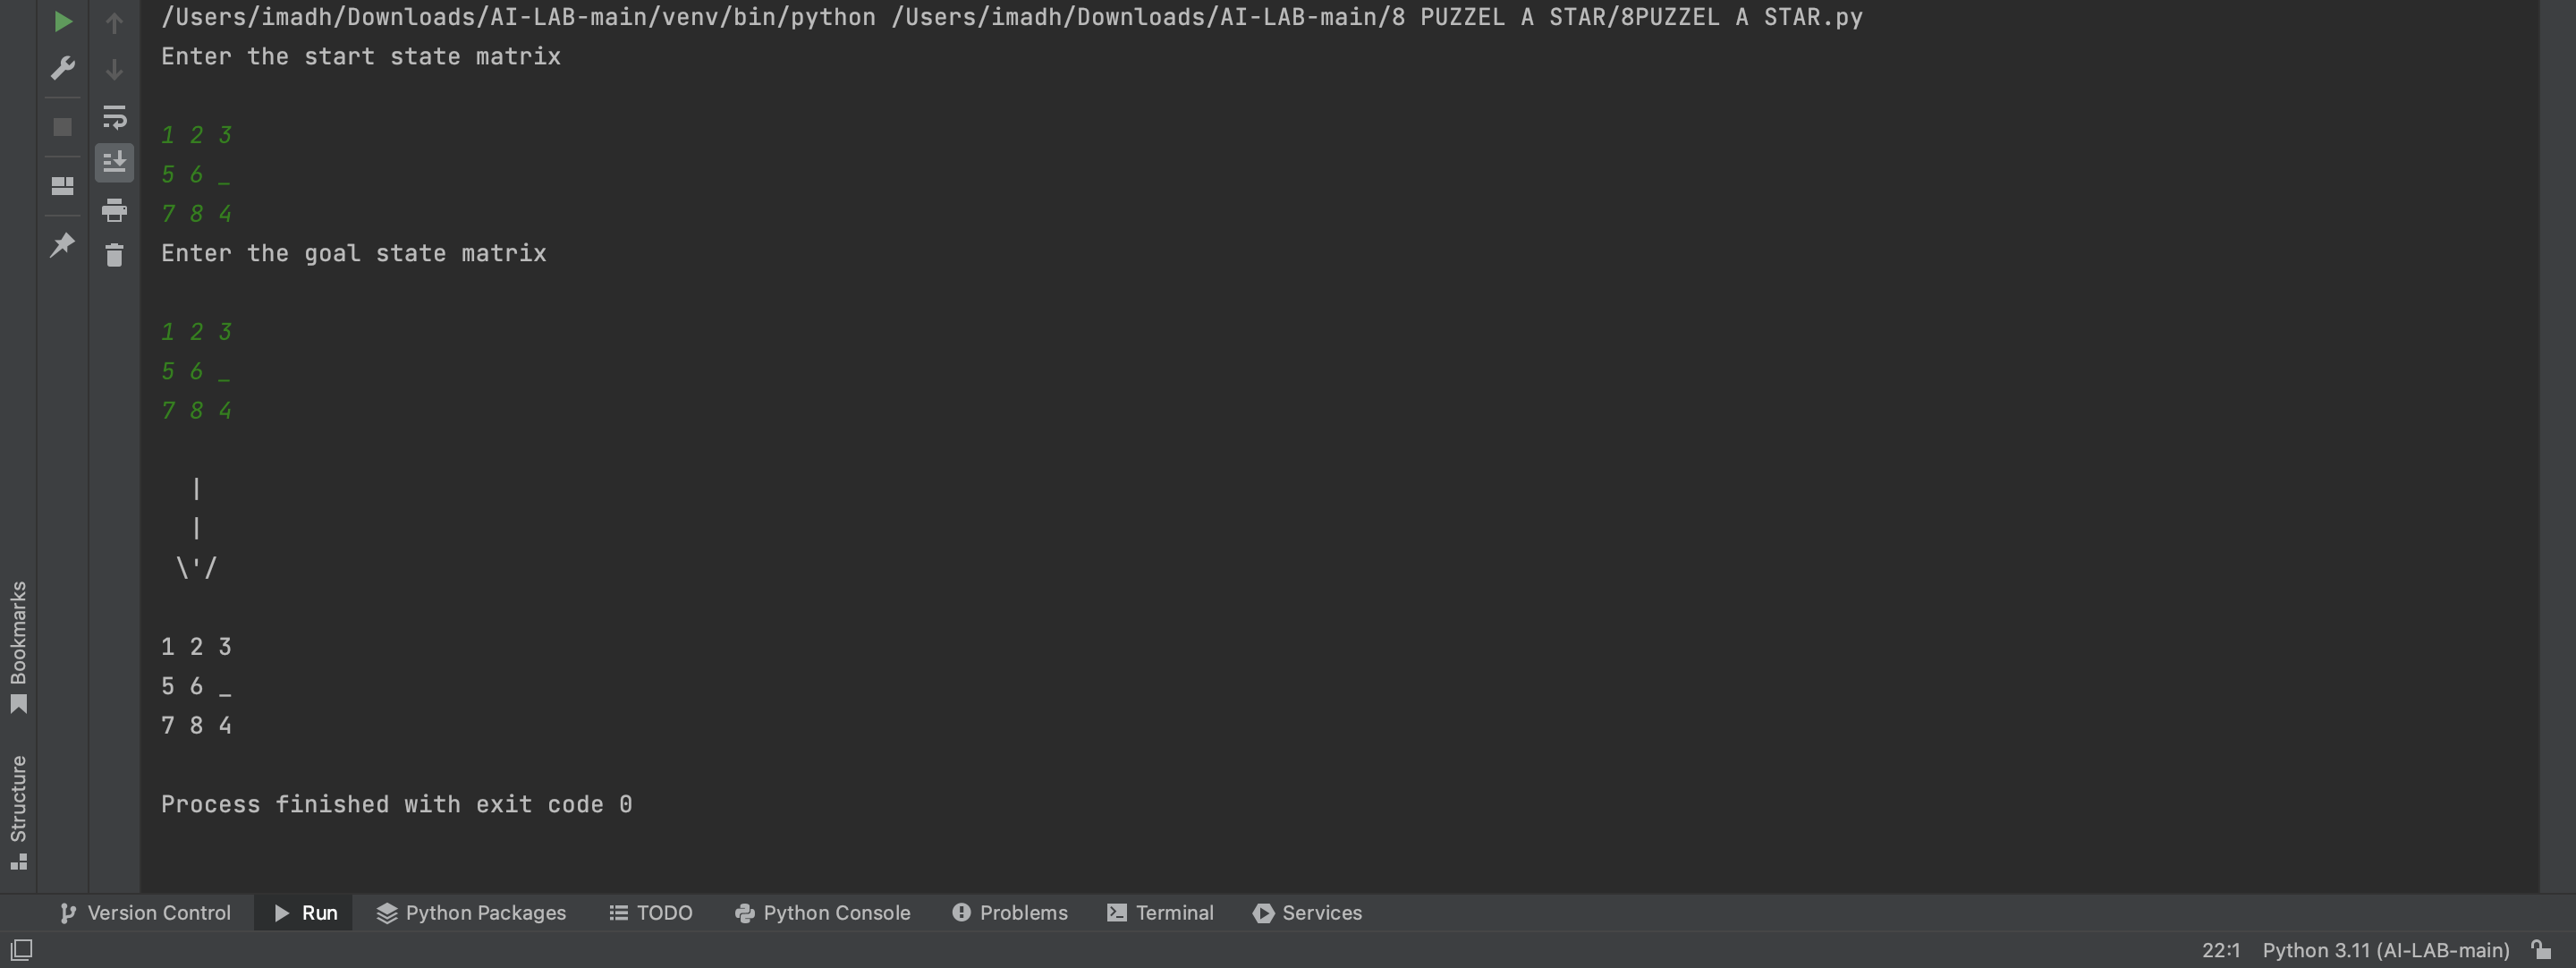 /Users/imadh/Downloads/AI-LAB-main/venv/bin/python /Users/imadh/Downloads/AI-LAB-main/8 PUZZEL A STAR/8PUZZEL A STAR.py
Enter the start state matrix
1 2 3
5 6 _
7 8 4
Enter the goal state matrix
1 2 3
5 6 _
7 8 4
|
|
\'/
1 2 3
5 6 _
7 8 4
Process finished with exit code 0
Bookmarks
Structure
Version Control
Run
Python Packages
TODO
Python Console
Problems
Terminal
Services
22:1
Python 3.11 (AI-LAB-main)